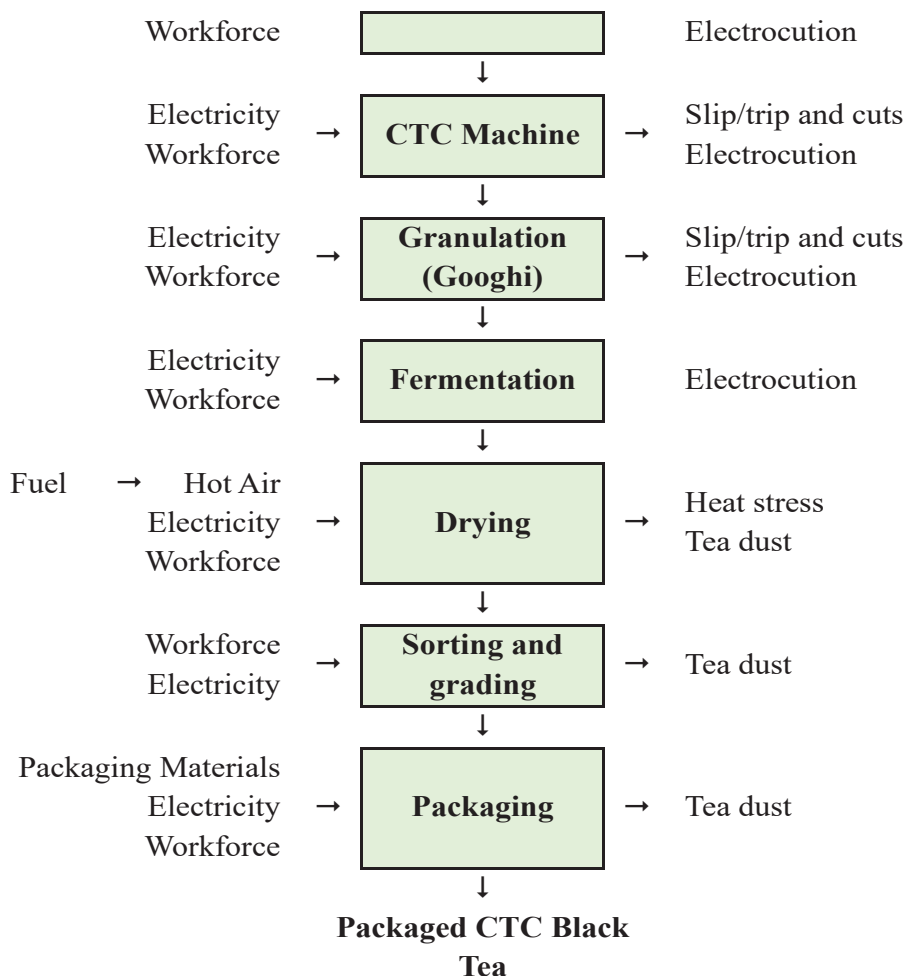 Workforce Electrocution
↓
Electricity Slip/trip and cuts
→ CTC Machine →
Workforce Electrocution
↓
Electricity Granulation Slip/trip and cuts
→ →
Workforce (Googhi) Electrocution
↓
Electricity
→ Fermentation Electrocution
Workforce
↓
Fuel → Hot Air
Heat stress
Electricity → Drying →
Tea dust
Workforce
↓
Workforce Sorting and
→ → Tea dust
Electricity grading
↓
Packaging Materials
Electricity → Packaging → Tea dust
Workforce
↓
Packaged CTC Black
Tea